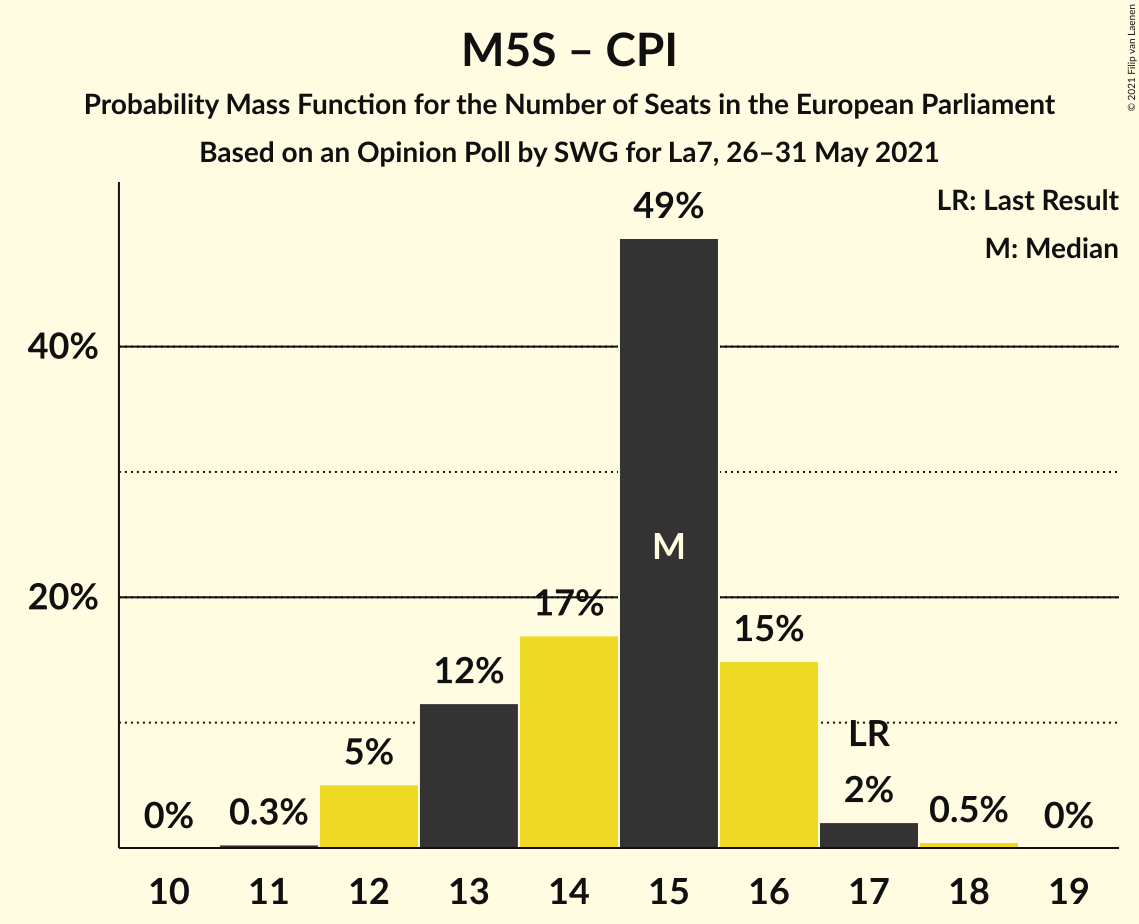 M5S – CPI
Probability Mass Function for the Number of Seats in the European Parliament
Based on an Opinion Poll by SWG for La7, 26–31 May 2021
© 2021 Filip van Laenen
LR: Last Result
M: Median
40%
20%
0%
0.3%
5%
12%
17%
49%
M
15%
LR
2%
0.5%
0%
10 11 12 13 14 15 16 17 18 19